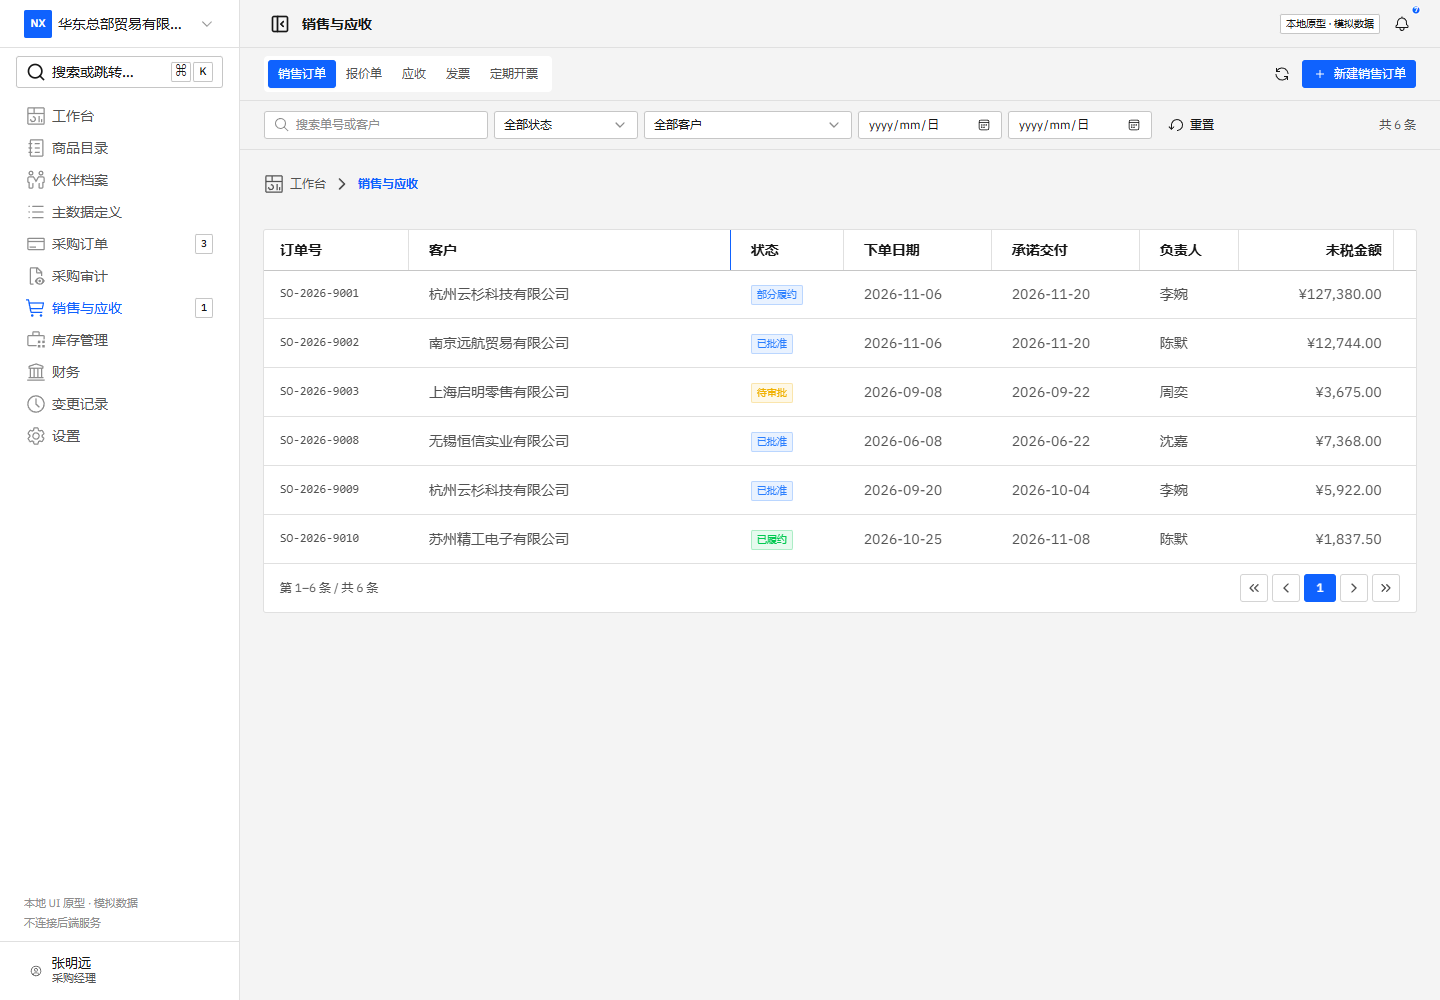 NX 华东总部贸易有限...
搜索或跳转... ⌘ K
工作台
商品目录
伙伴档案
主数据定义
采购订单 3
采购审计
销售与应收 1
库存管理
财务
变更记录
设置
本地 UI 原型 · 模拟数据
不连接后端服务
张明远
采购经理
销售与应收
本地原型 · 模拟数据
?
销售订单 报价单 应收 发票 定期开票
+ 新建销售订单
搜索单号或客户 全部状态 全部客户 yyyy/mm/日 yyyy/mm/日 重置 共 6 条
工作台 > 销售与应收
订单号 客户 状态 下单日期 承诺交付 负责人 未税金额
SO-2026-9001 杭州云杉科技有限公司 部分履约 2026-11-06 2026-11-20 李婉 ¥127,380.00
SO-2026-9002 南京远航贸易有限公司 已批准 2026-11-06 2026-11-20 陈默 ¥12,744.00
SO-2026-9003 上海启明零售有限公司 待审批 2026-09-08 2026-09-22 周奕 ¥3,675.00
SO-2026-9008 无锡恒信实业有限公司 已批准 2026-06-08 2026-06-22 沈嘉 ¥7,368.00
SO-2026-9009 杭州云杉科技有限公司 已批准 2026-09-20 2026-10-04 李婉 ¥5,922.00
SO-2026-9010 苏州精工电子有限公司 已履约 2026-10-25 2026-11-08 陈默 ¥1,837.50
第 1–6 条 / 共 6 条 « ‹ 1 › »